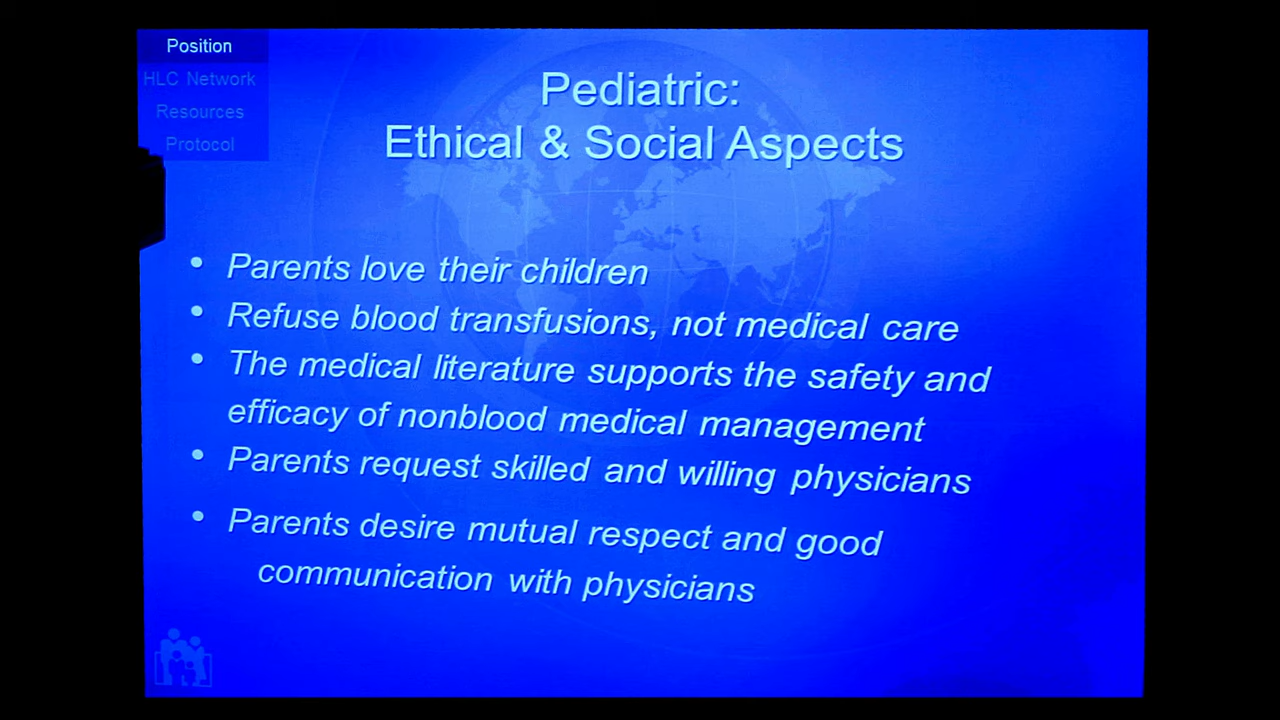 Position
HLC Network
Resources
Protocol
Pediatric:
Ethical & Social Aspects
• Parents love their children
• Refuse blood transfusions, not medical care
• The medical literature supports the safety and
efficacy of nonblood medical management
• Parents request skilled and willing physicians
• Parents desire mutual respect and good
communication with physicians